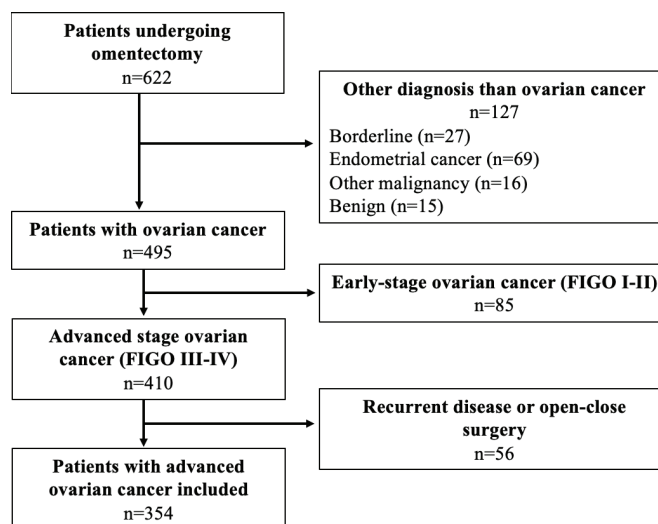 Patients undergoing
omentectomy
n=622
Other diagnosis than ovarian cancer
n=127
Borderline (n=27)
Endometrial cancer (n=69)
Other malignancy (n=16)
Benign (n=15)
Patients with ovarian cancer
n=495
Early-stage ovarian cancer (FIGO I-II)
n=85
Advanced stage ovarian
cancer (FIGO III-IV)
n=410
Recurrent disease or open-close
surgery
n=56
Patients with advanced
ovarian cancer included
n=354